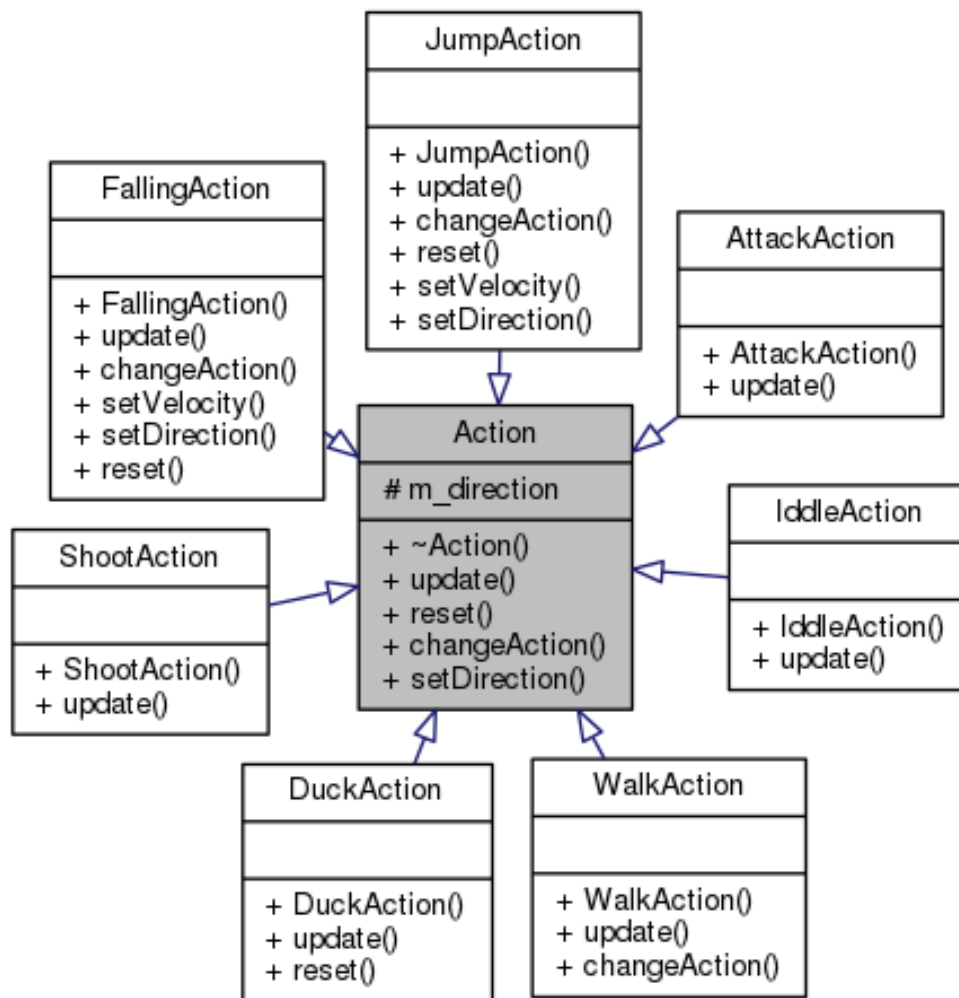 JumpAction
+ JumpAction()
+ update()
+ changeAction()
+ reset()
+ setVelocity()
+ setDirection()
FallingAction
+ FallingAction()
+ update()
+ changeAction()
+ setVelocity()
+ setDirection()
+ reset()
AttackAction
+ AttackAction()
+ update()
Action
# m_direction
+ ~Action()
+ update()
+ reset()
+ changeAction()
+ setDirection()
IddleAction
+ IddleAction()
+ update()
ShootAction
+ ShootAction()
+ update()
DuckAction
+ DuckAction()
+ update()
+ reset()
WalkAction
+ WalkAction()
+ update()
+ changeAction()